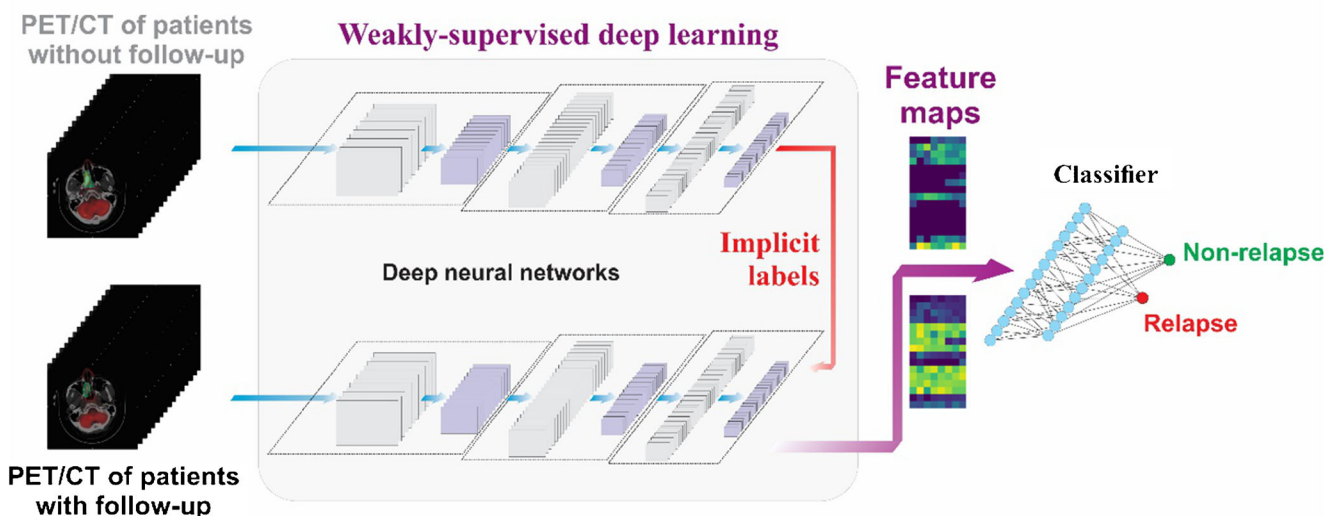 PET/CT of patients
without follow-up
Weakly-supervised deep learning
Feature
maps
Classifier
Implicit
labels
Deep neural networks
Non-relapse
Relapse
PET/CT of patients
with follow-up